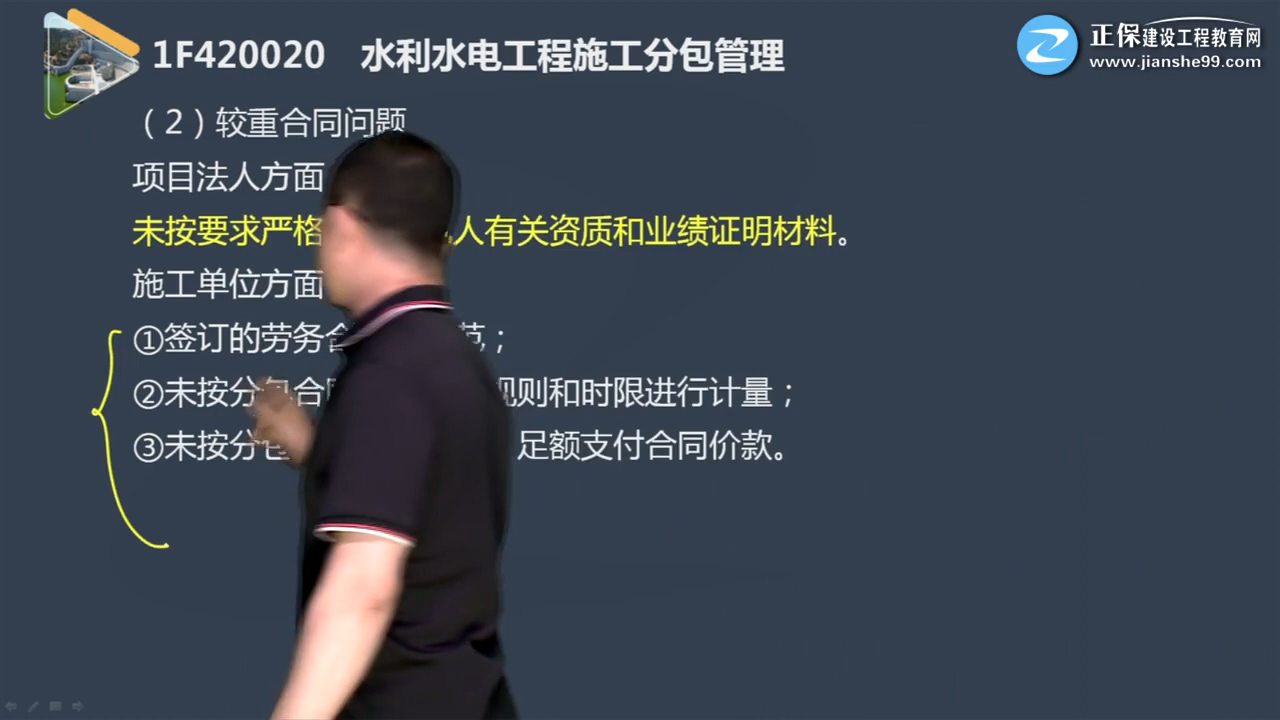 1F420020 水利水电工程施工分包管理
正保建设工程教育网
www.jianshe99.com
（2）较重合同问题
项目法人方面
未按要求严格 人有关资质和业绩证明材料。
施工单位方面
①签订的劳务合 范；
②未按分包合同 规则和时限进行计量；
③未按分包 足额支付合同价款。